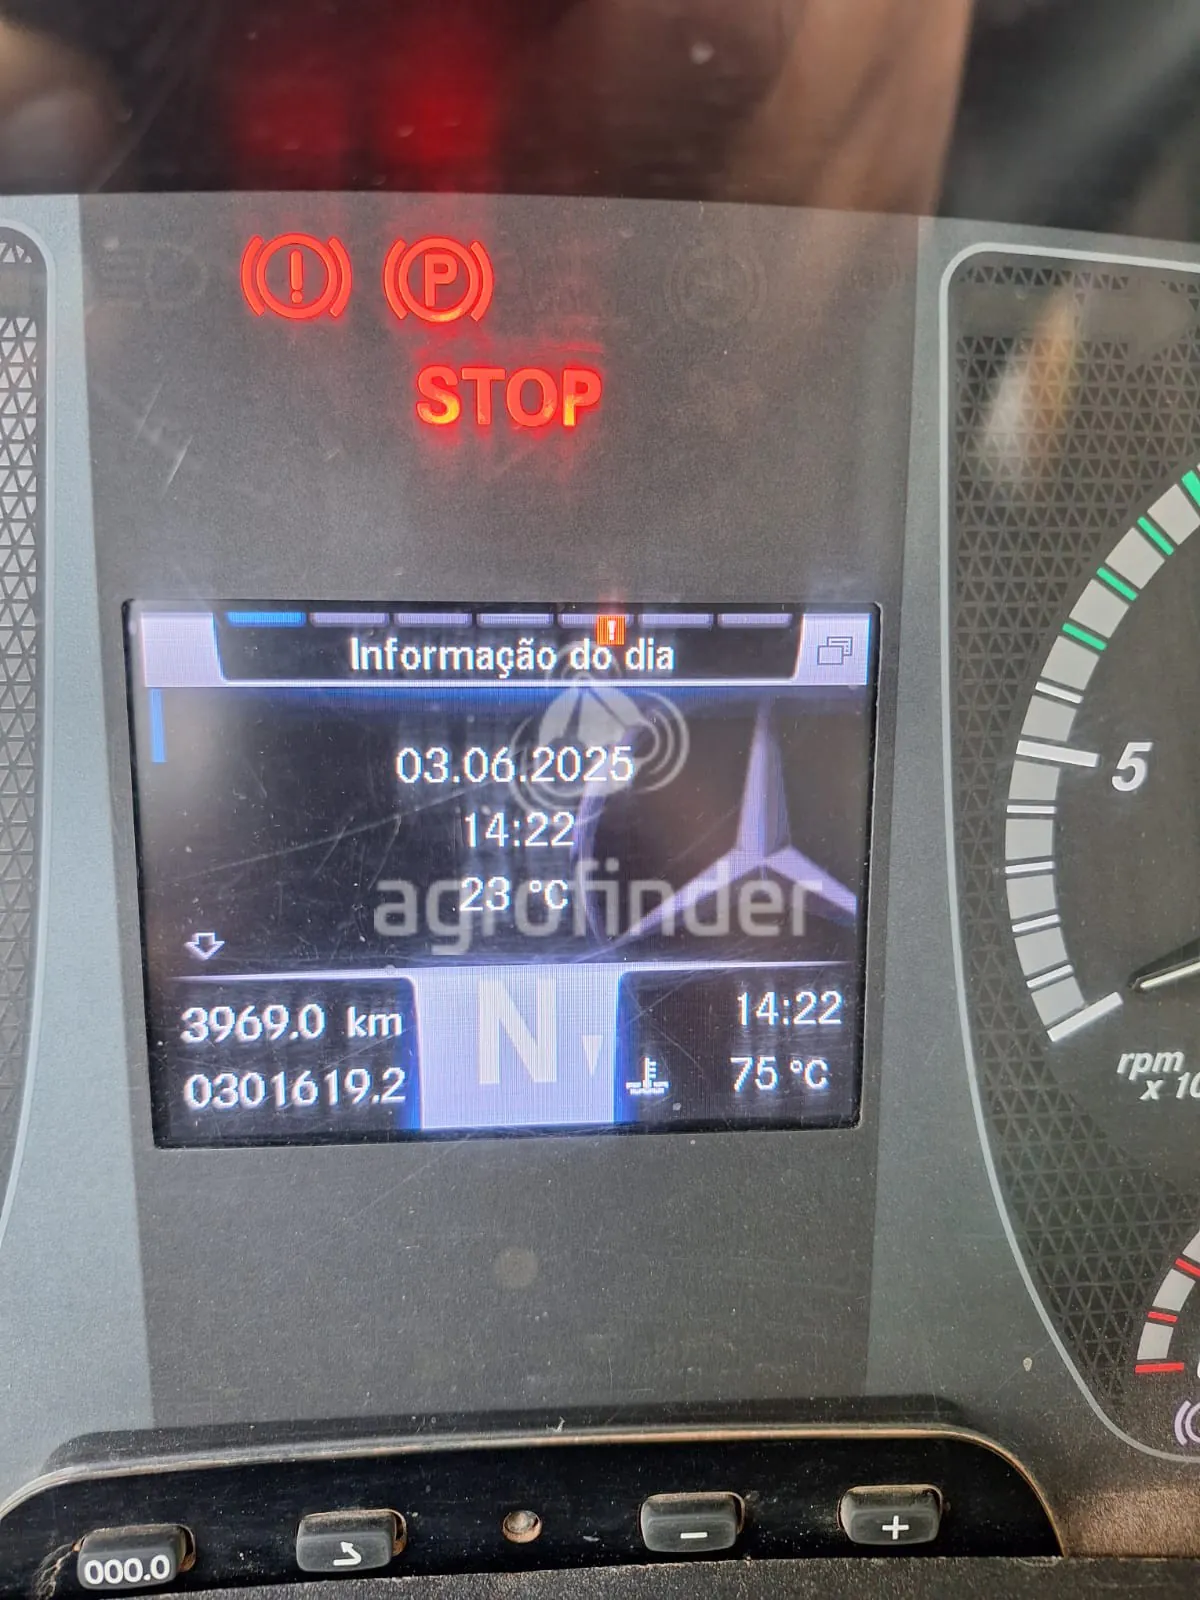 P
STOP
Informação do dia
03.06.2025
14:22
23 °C
agrofinder
3969.0 km
0301619.2
N
14:22
75 °C
5
rpm
000.0